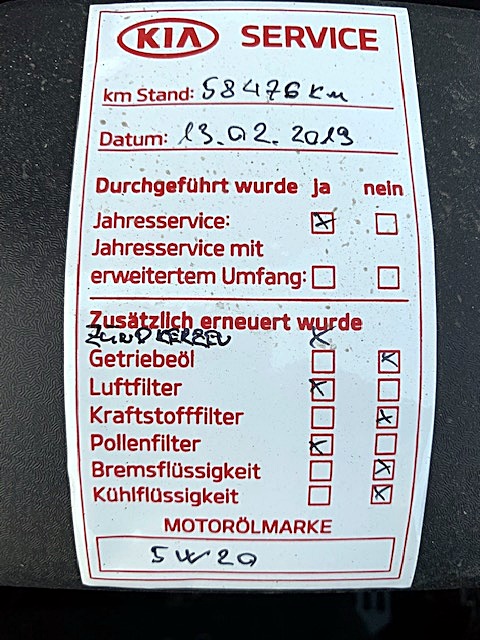 KIA SERVICE
km Stand: 58476 km
Datum: 13.02.2019
Durchgeführt wurde ja nein
Jahresservice:
Jahresservice mit
erweitertem Umfang:
Zusätzlich erneuert wurde
ZÜNDKERZEN
Getriebeöl
Luftfilter
Kraftstofffilter
Pollenfilter
Bremsflüssigkeit
Kühlflüssigkeit
MOTORÖLMARKE
5W20